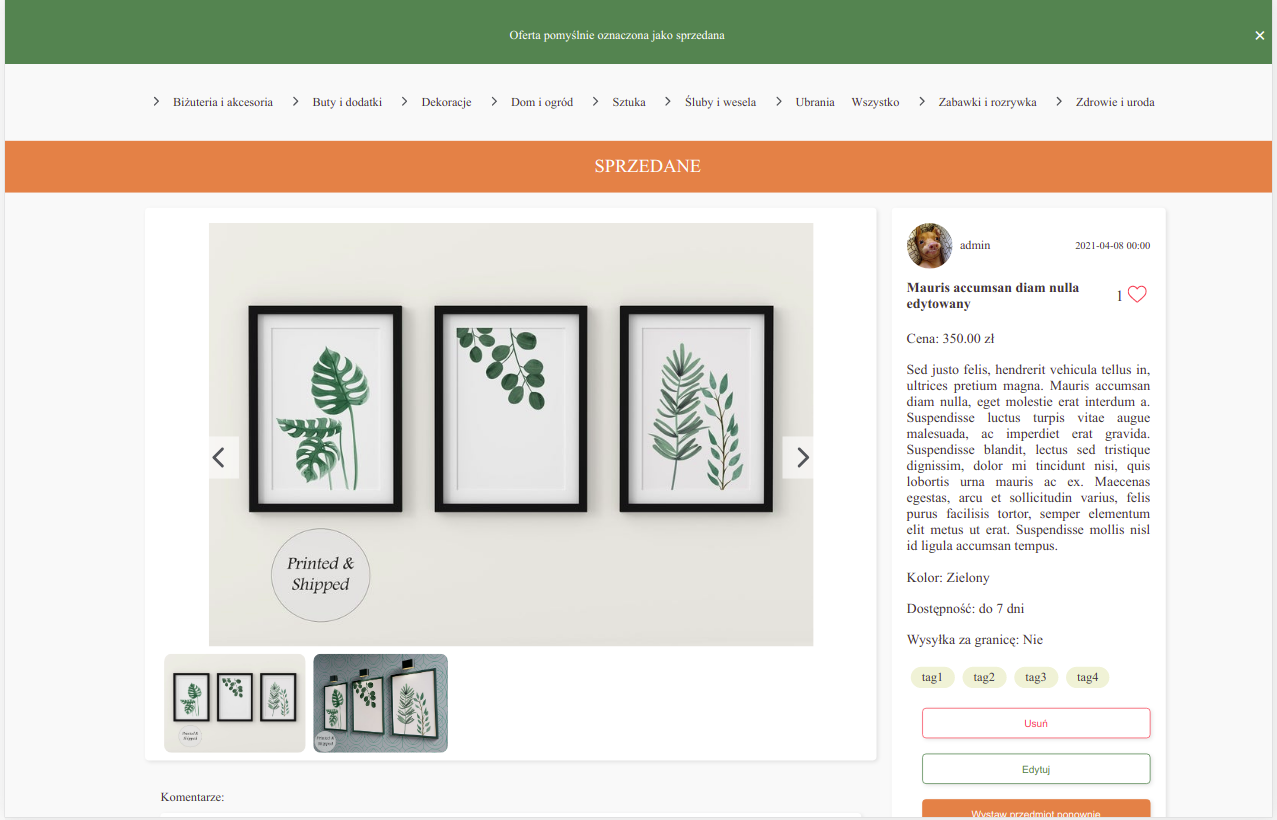 Oferta pomyślnie oznaczona jako sprzedana
Biżuteria i akcesoria Buty i dodatki Dekoracje Dom i ogród Sztuka Śluby i wesela Ubrania Wszystko Zabawki i rozrywka Zdrowie i uroda
SPRZEDANE
Printed &
Shipped
admin 2021-04-08 00:00
Mauris accumsan diam nulla
edytowany
1
Cena: 350.00 zł
Sed justo felis, hendrerit vehicula tellus in,
ultrices pretium magna. Mauris accumsan
diam nulla, eget molestie erat interdum a.
Suspendisse luctus turpis vitae augue
malesuada, ac imperdiet erat gravida.
Suspendisse blandit, lectus sed tristique
dignissim, dolor mi tincidunt nisi, quis
lobortis urna mauris ac ex. Maecenas
egestas, arcu et sollicitudin varius, felis
purus facilisis tortor, semper elementum
elit metus ut erat. Suspendisse mollis nisl
id ligula accumsan tempus.
Kolor: Zielony
Dostępność: do 7 dni
Wysyłka za granicę: Nie
tag1 tag2 tag3 tag4
Usuń
Edytuj
Wystaw przedmiot ponownie
Printed &
Shipped
Printed &
Shipped
Komentarze: